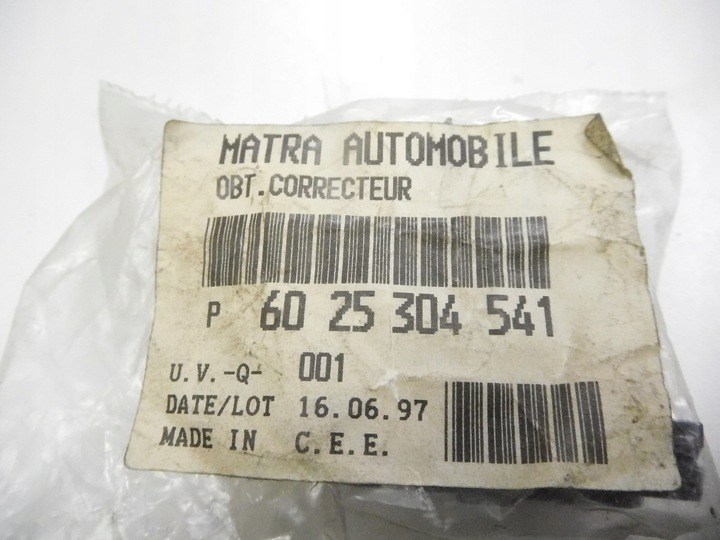 MATRA AUTOMOBILE
OBT.CORRECTEUR
P 60 25 304 541
U.V.-Q- 001
DATE/LOT 16.06.97
MADE IN C.E.E.